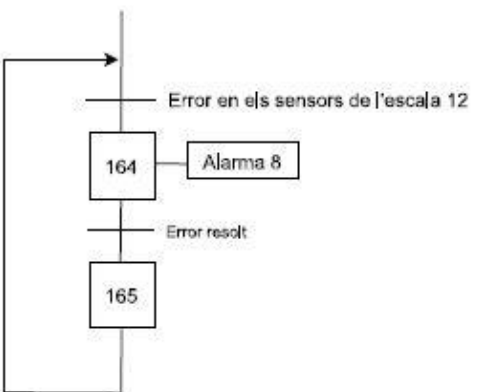 Error en els sensors de l'escala 12
164
Alarma 8
Error resolt
165